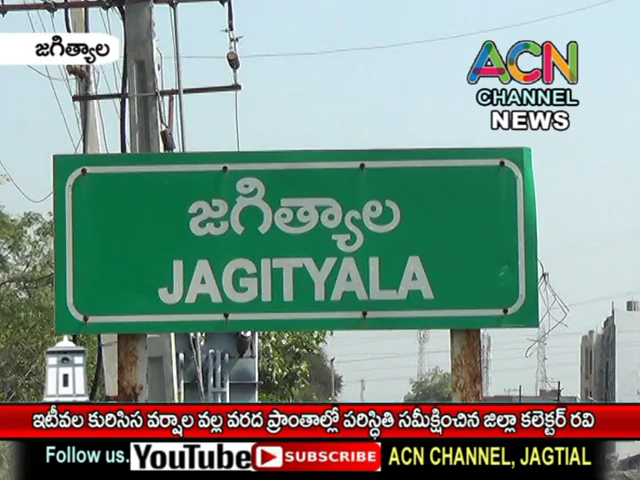 జగిత్యాల
ACN
CHANNEL
NEWS
జగిత్యాల
JAGITYALA
ఇటీవల కురిసిస వర్షాల వల్ల వరద ప్రాంతాల్లో పరిస్ధితి సమీక్షించిన జిల్లా కలెక్టర్ రవి
Follow us. YouTube SUBSCRIBE ACN CHANNEL, JAGTIAL